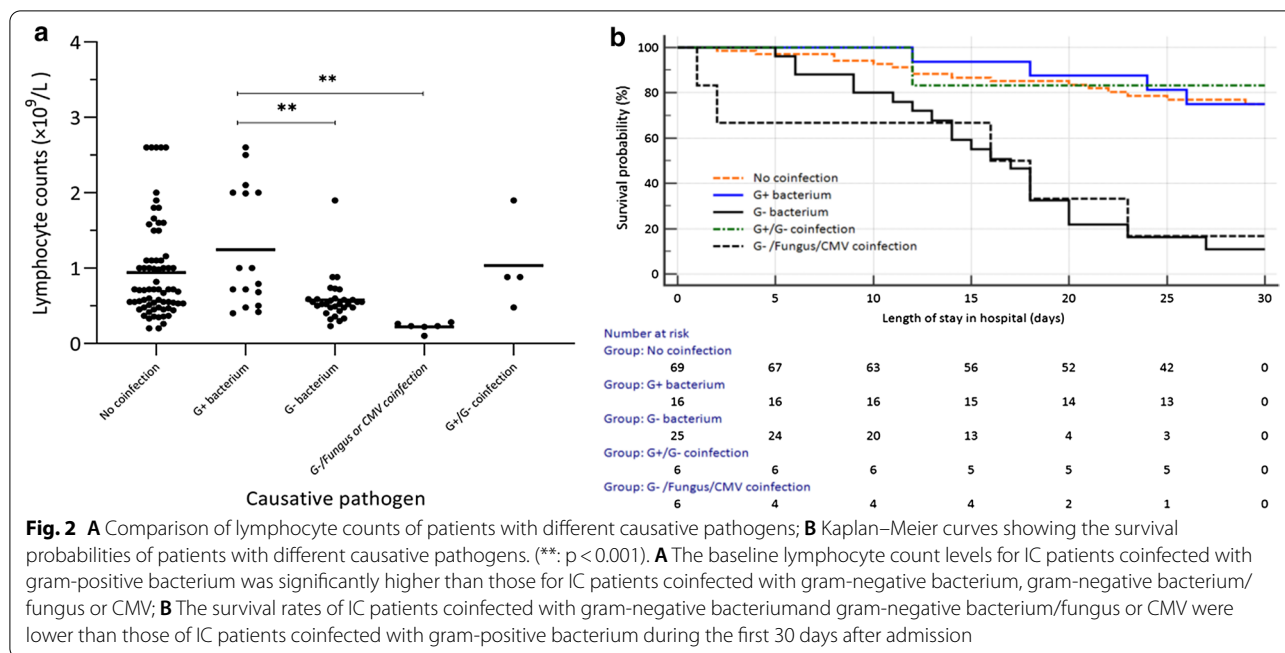 a
4
3
2
1
0
Lymphocyte counts (×10⁹/L)
**
**
No coinfection
G+ bacterium
G- bacterium
G-/Fungus or CMV coinfection
G+/G- coinfection
Causative pathogen
b
100
80
60
40
20
0
Survival probability (%)
No coinfection
G+ bacterium
G- bacterium
G+/G- coinfection
G- /Fungus/CMV coinfection
0 5 10 15 20 25 30
Length of stay in hospital (days)
Number at risk
Group: No coinfection
69 67 63 56 52 42 0
Group: G+ bacterium
16 16 16 15 14 13 0
Group: G- bacterium
25 24 20 13 4 3 0
Group: G+/G- coinfection
6 6 6 5 5 5 0
Group: G- /Fungus/CMV coinfection
6 4 4 4 2 1 0
Fig. 2 A Comparison of lymphocyte counts of patients with different causative pathogens; B Kaplan–Meier curves showing the survival
probabilities of patients with different causative pathogens. (**: p < 0.001). A The baseline lymphocyte count levels for IC patients coinfected with
gram-positive bacterium was significantly higher than those for IC patients coinfected with gram-negative bacterium, gram-negative bacterium/
fungus or CMV; B The survival rates of IC patients coinfected with gram-negative bacteriumand gram-negative bacterium/fungus or CMV were
lower than those of IC patients coinfected with gram-positive bacterium during the first 30 days after admission